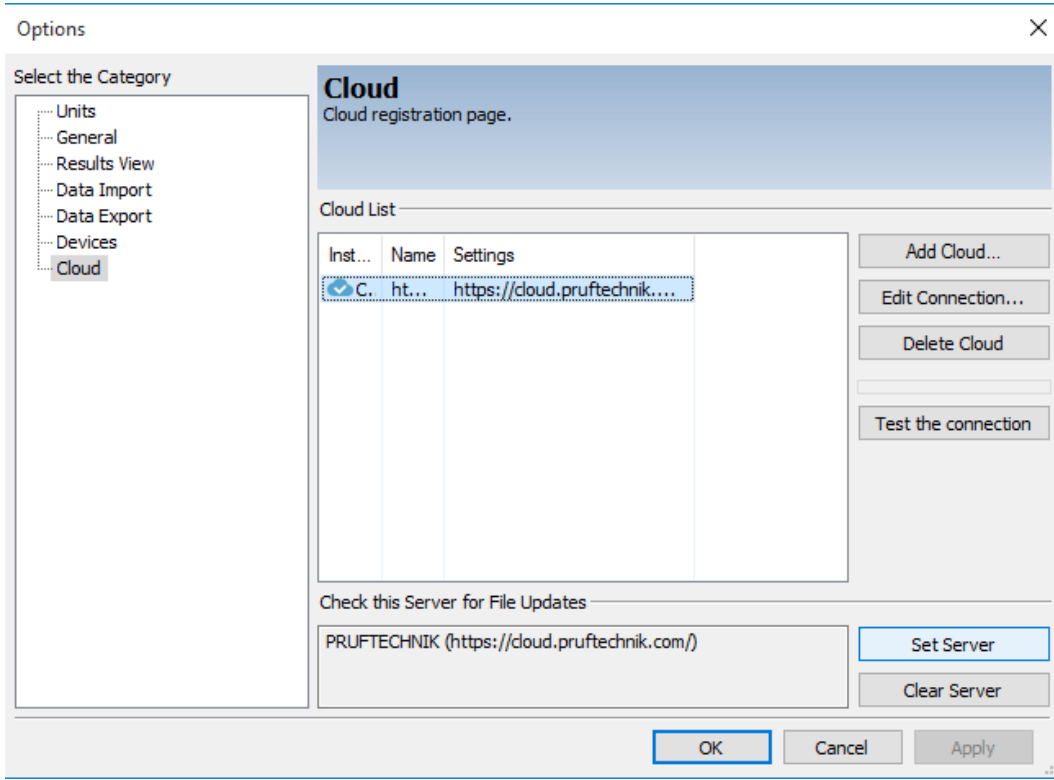 Options
Select the Category
Units
General
Results View
Data Import
Data Export
Devices
Cloud
Cloud
Cloud registration page.
Cloud List
Inst... Name Settings
C. ht... https://cloud.pruftechnik....
Add Cloud...
Edit Connection...
Delete Cloud
Test the connection
Check this Server for File Updates
PRUFTECHNIK (https://cloud.pruftechnik.com/)
Set Server
Clear Server
OK Cancel Apply